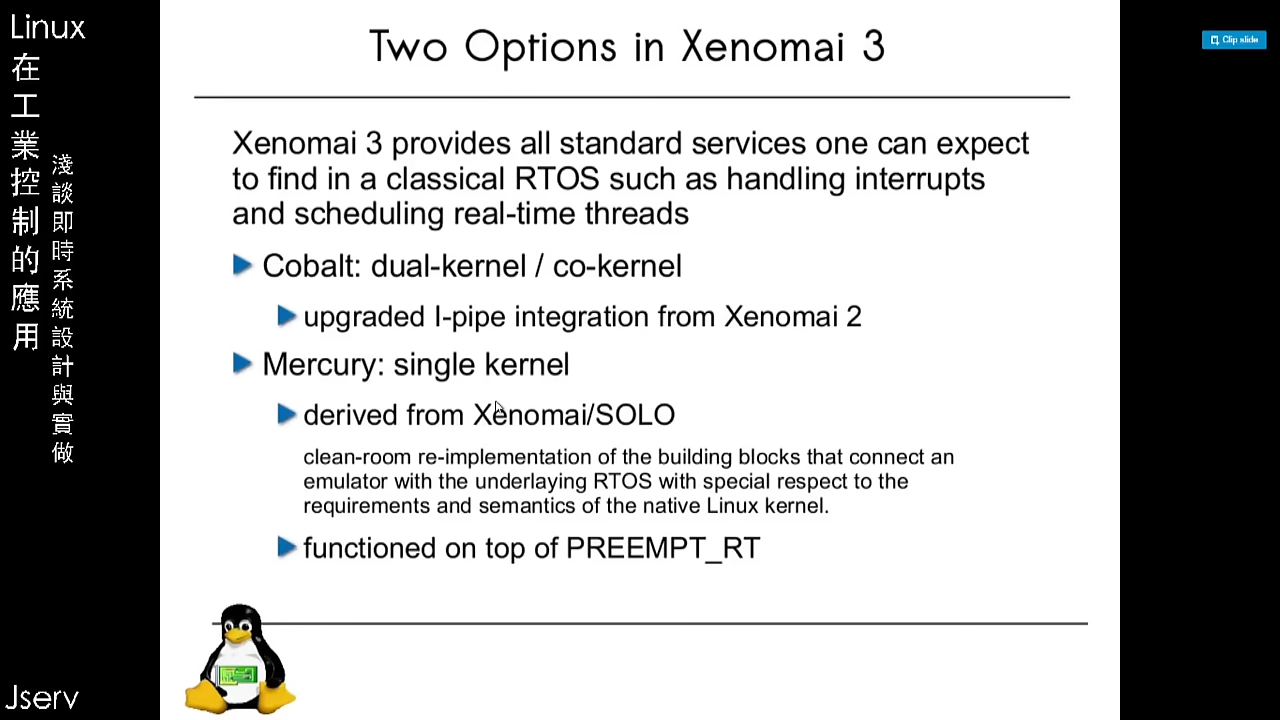 Linux
在工業控制的應用
淺談即時系統設計與實做
Jserv
Two Options in Xenomai 3
Xenomai 3 provides all standard services one can expect
to find in a classical RTOS such as handling interrupts
and scheduling real-time threads
Cobalt: dual-kernel / co-kernel
upgraded I-pipe integration from Xenomai 2
Mercury: single kernel
derived from Xenomai/SOLO
clean-room re-implementation of the building blocks that connect an
emulator with the underlaying RTOS with special respect to the
requirements and semantics of the native Linux kernel.
functioned on top of PREEMPT_RT
Clip slide